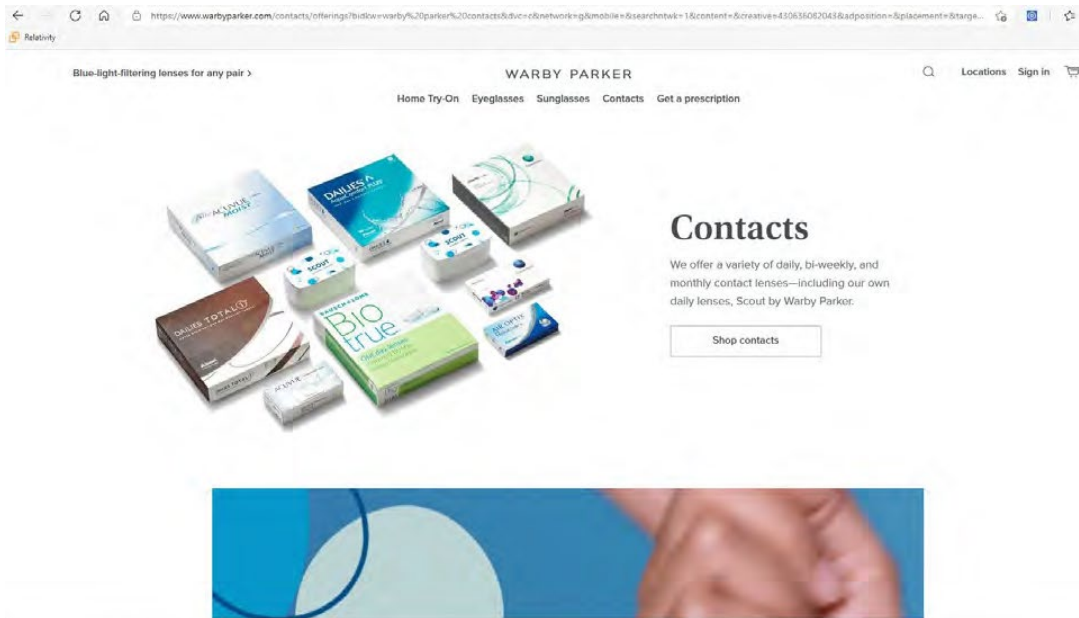 https://www.warbyparker.com/contacts/offerings?bidkw=warby%20parker%20contacts&dvc=c&network=g&mobile=&searchntwk=1&content=&creative=430636082043&adposition=&placement=&targe...
Relativity
Blue-light-filtering lenses for any pair >
WARBY PARKER
Locations Sign in
Home Try-On Eyeglasses Sunglasses Contacts Get a prescription
ACUVUE
MOIST
DAILIES
SCOUT
SCOUT
DAILIES TOTAL1
BAUSCH + LOMB
Bio
true
ONEday lenses
AIR OPTIX
ACUVUE
Contacts
We offer a variety of daily, bi-weekly, and
monthly contact lenses—including our own
daily lenses, Scout by Warby Parker.
Shop contacts